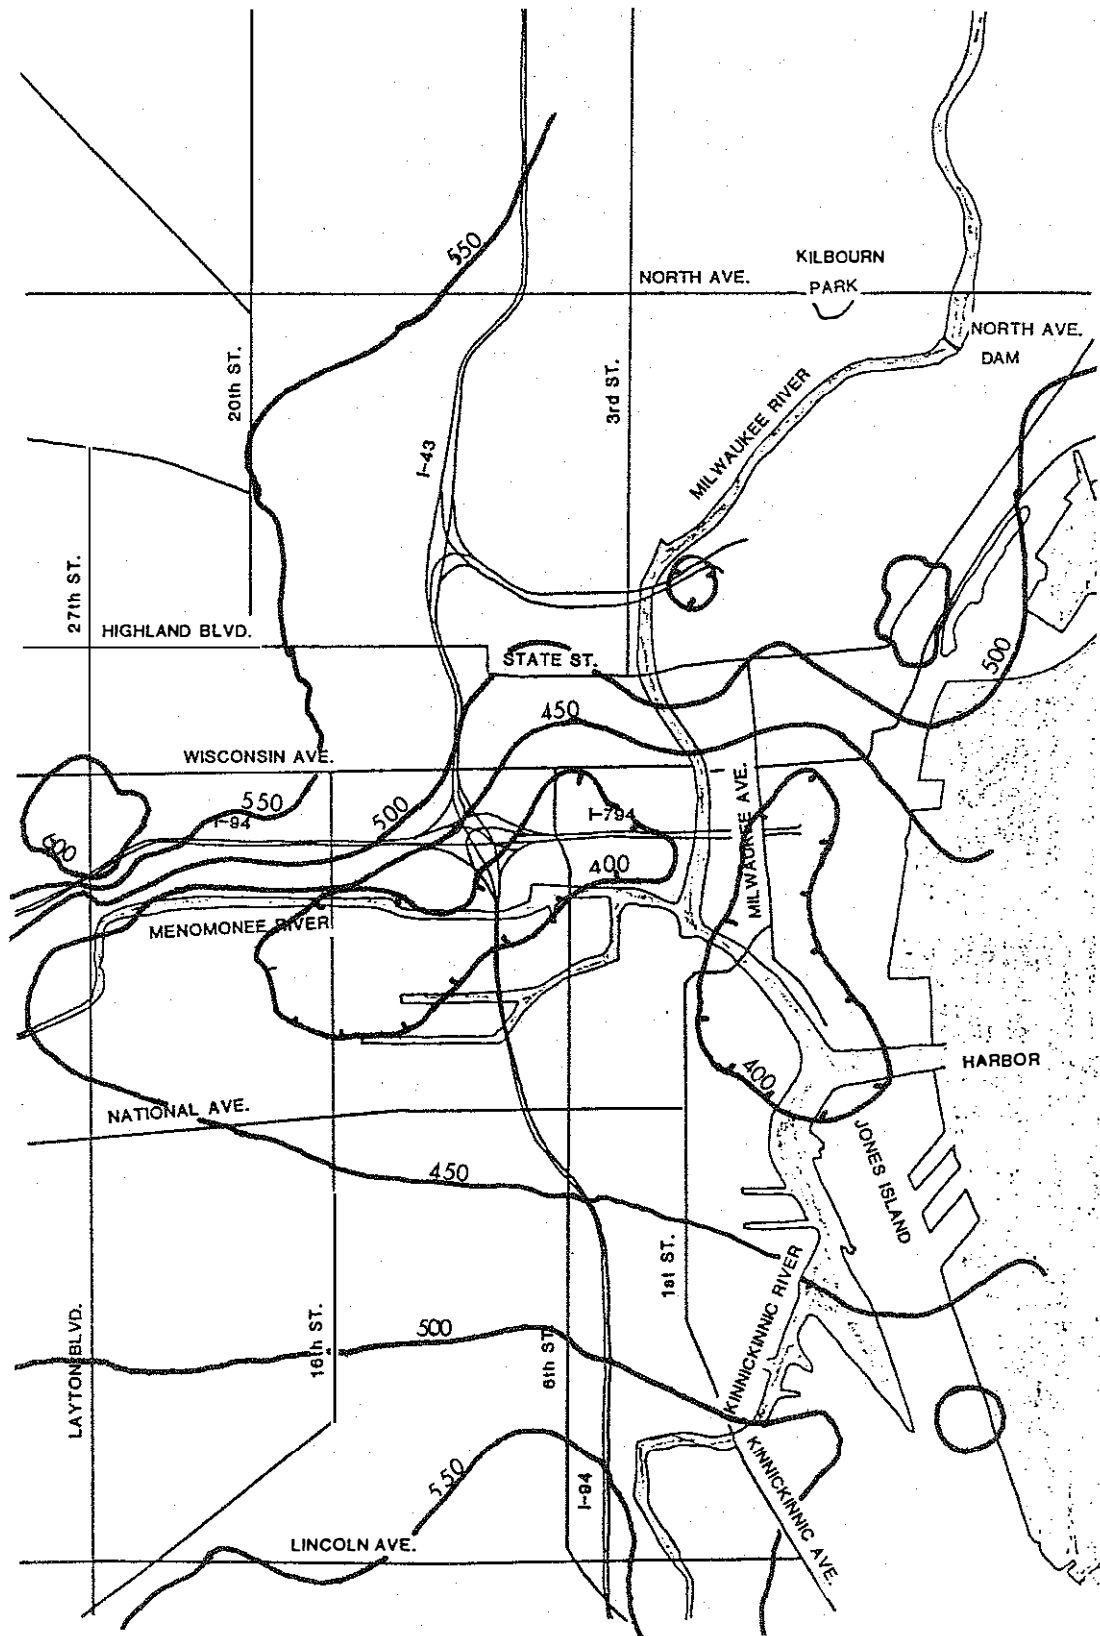 550
KILBOURN
PARK
NORTH AVE.
NORTH AVE.
DAM
20th ST.
3rd ST.
MILWAUKEE RIVER
I-43
27th ST.
HIGHLAND BLVD.
STATE ST.
500
450
WISCONSIN AVE.
550
I-94
500
I-794
MILWAUKEE AVE.
600
400
MENOMONEE RIVER
HARBOR
400
NATIONAL AVE.
JONES ISLAND
450
1st ST.
KINNICKINNIC RIVER
LAYTON BLVD.
16th ST.
500
6th ST.
550
I-94
KINNICKINNIC AVE.
LINCOLN AVE.